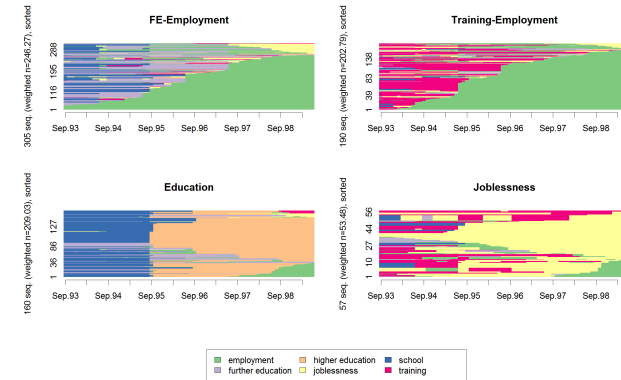 FE-Employment
305 seq. (weighted n=248.27), sorted
1 116 195 288
Sep.93 Sep.94 Sep.95 Sep.96 Sep.97 Sep.98
Training-Employment
190 seq. (weighted n=202.79), sorted
1 39 83 138
Sep.93 Sep.94 Sep.95 Sep.96 Sep.97 Sep.98
Education
160 seq. (weighted n=209.03), sorted
1 36 86 127
Sep.93 Sep.94 Sep.95 Sep.96 Sep.97 Sep.98
Joblessness
57 seq. (weighted n=53.48), sorted
1 10 27 44 56
Sep.93 Sep.94 Sep.95 Sep.96 Sep.97 Sep.98
employment higher education school
further education joblessness training